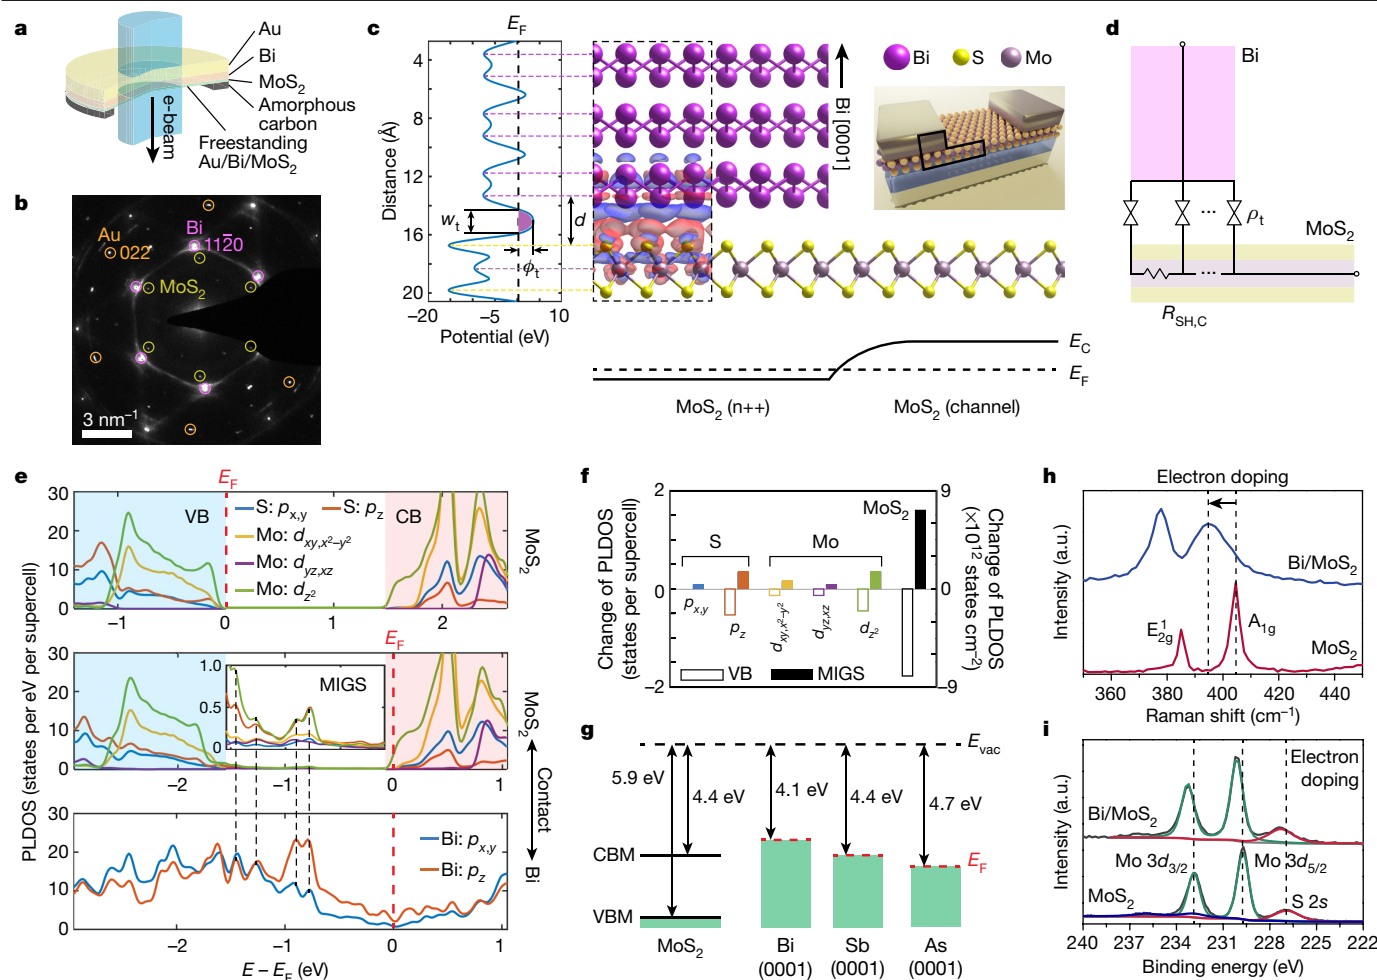 a
Au
Bi
MoS2
Amorphous
carbon
Freestanding
Au/Bi/MoS2
e-beam
b
Au
022
Bi
112̄0
MoS2
3 nm⁻¹
c
EF
4
6
8
10
12
14
16
18
20
Distance (Å)
wt
ϕt
d
−20
−5
10
Potential (eV)
Bi [0001]
Bi
S
Mo
EC
EF
MoS2 (n++)
MoS2 (channel)
d
Bi
ρt
...
MoS2
...
RSH,C
e
EF
30
20
10
0
VB
CB
S: px,y
S: pz
Mo: dxy,x²−y²
Mo: dyz,xz
Mo: dz²
MoS2
−1
0
1
2
EF
30
20
10
0
1.0
0.5
0
MIGS
MoS2
−2
−1
0
1
Contact
30
20
10
0
Bi: px,y
Bi: pz
Bi
−2
−1
0
1
PLDOS (states per eV per supercell)
E − EF (eV)
f
2
0
−2
Change of PLDOS
(states per supercell)
S
Mo
MoS2
px,y
pz
dxy,x²−y²
dyz,xz
dz²
VB
MIGS
9
0
−9
Change of PLDOS
(×10¹² states cm⁻²)
g
Evac
5.9 eV
4.4 eV
4.1 eV
4.4 eV
4.7 eV
CBM
EF
VBM
MoS2
Bi
(0001)
Sb
(0001)
As
(0001)
h
Electron doping
Bi/MoS2
E¹2g
A1g
MoS2
Intensity (a.u.)
360
380
400
420
440
Raman shift (cm⁻¹)
i
Electron
doping
Bi/MoS2
Mo 3d3/2
Mo 3d5/2
MoS2
S 2s
Intensity (a.u.)
240
237
231
229
227
222
Binding energy (eV)